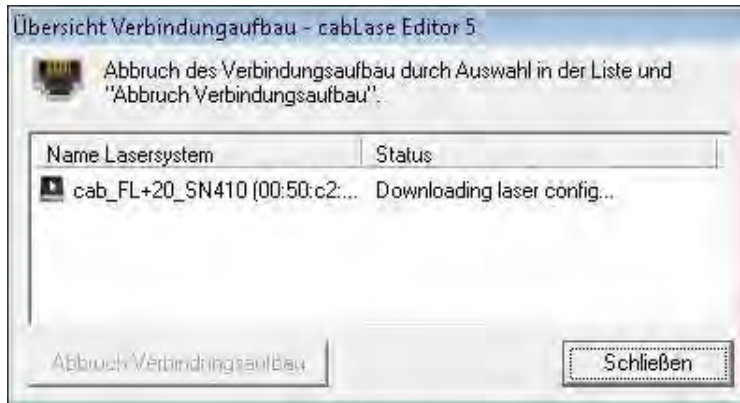 Übersicht Verbindungaufbau - cabLase Editor 5
Abbruch des Verbindungsaufbau durch Auswahl in der Liste und
"Abbruch Verbindungsaufbau".
Name Lasersystem Status
cab_FL+20_SN410 (00:50:c2:... Downloading laser config...
Abbruch Verbindungsaufbau Schließen